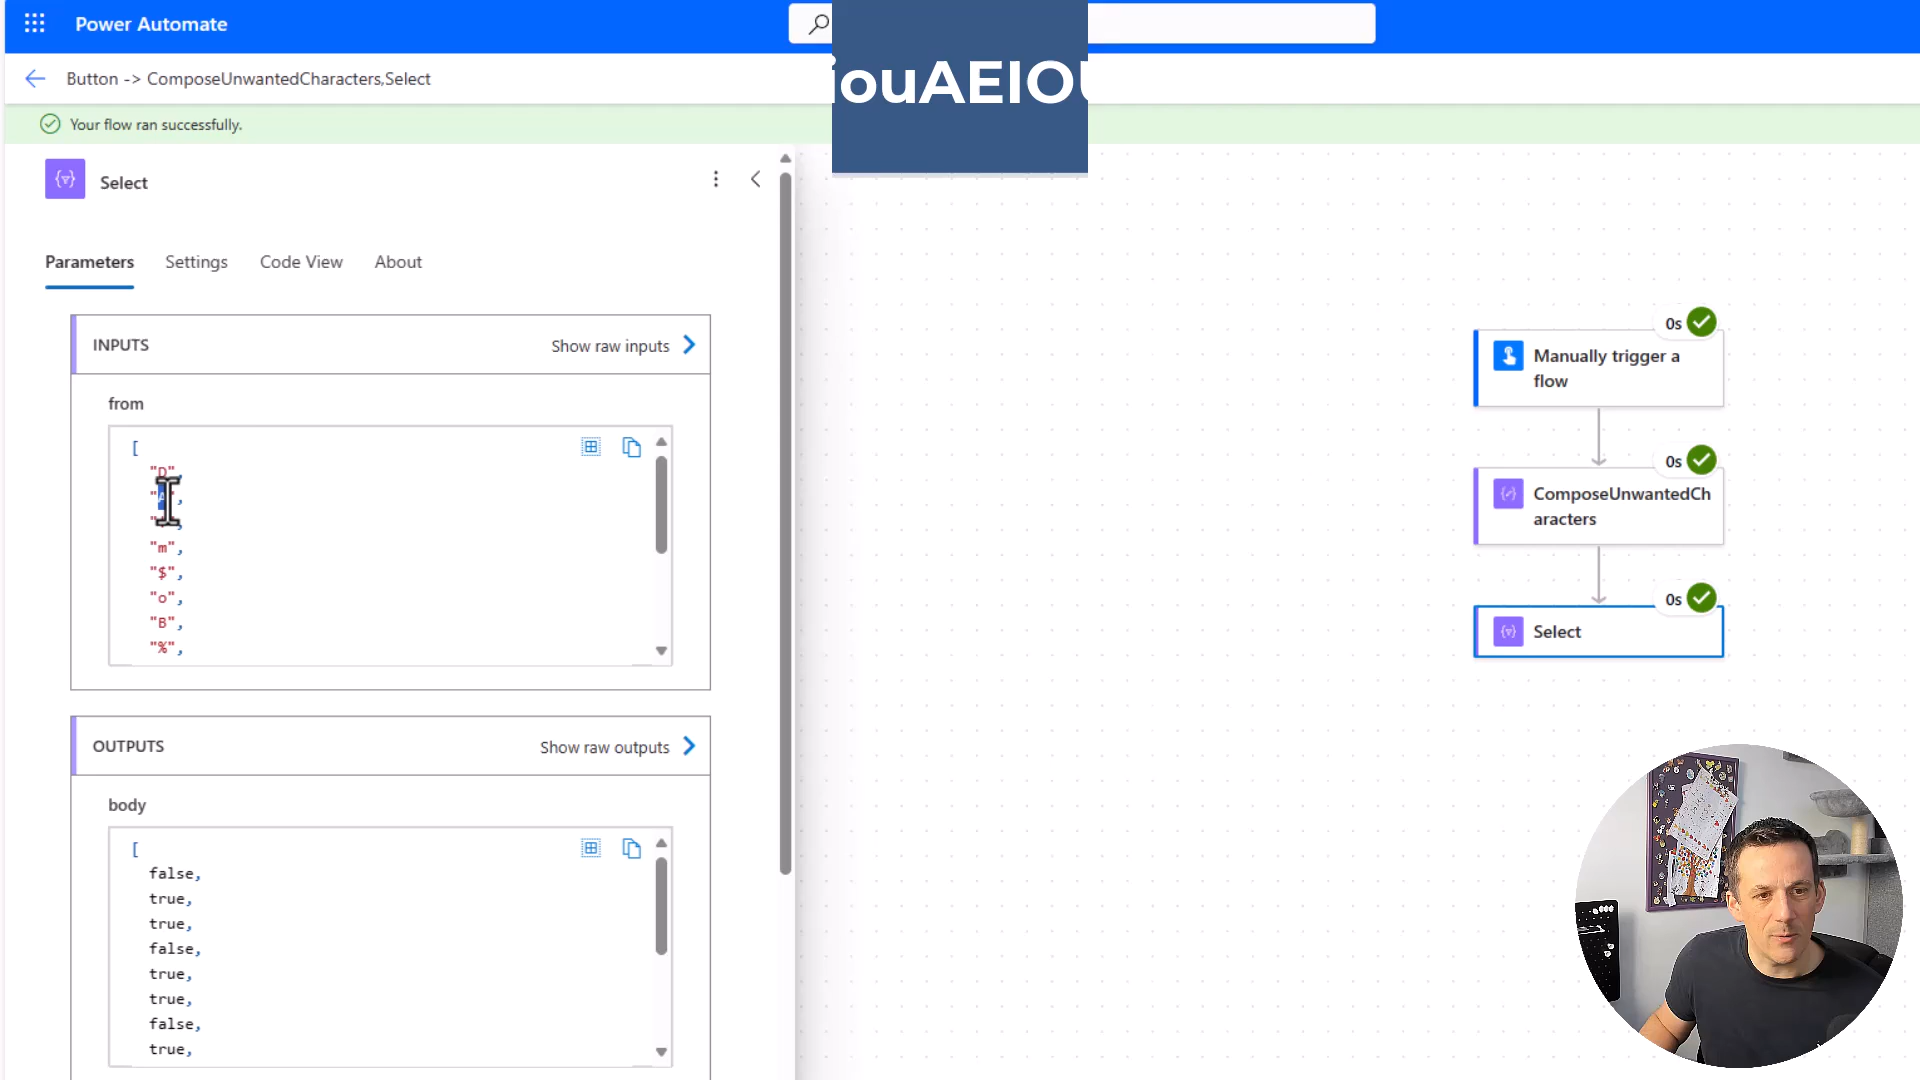 Power Automate
Button -> ComposeUnwantedCharacters,Select
iouAEIOU
Your flow ran successfully.
Select
Parameters
Settings
Code View
About
INPUTS
Show raw inputs
from
[
"D",
"A",
"m",
"$",
"o",
"B",
"%",
OUTPUTS
Show raw outputs
body
[
false,
true,
true,
false,
true,
true,
false,
true,
0s
Manually trigger a
flow
0s
ComposeUnwantedCh
aracters
0s
Select